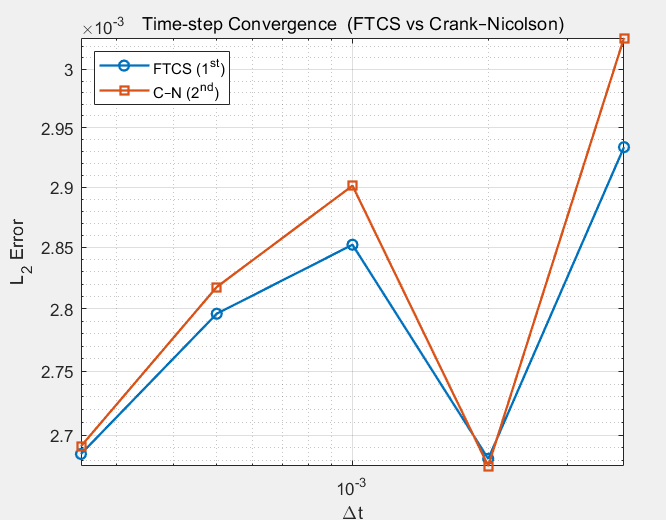 ×10⁻³
Time-step Convergence (FTCS vs Crank–Nicolson)
FTCS (1ˢᵗ)
C–N (2ⁿᵈ)
3
2.95
2.9
2.85
2.8
2.75
2.7
L₂ Error
10⁻³
Δt